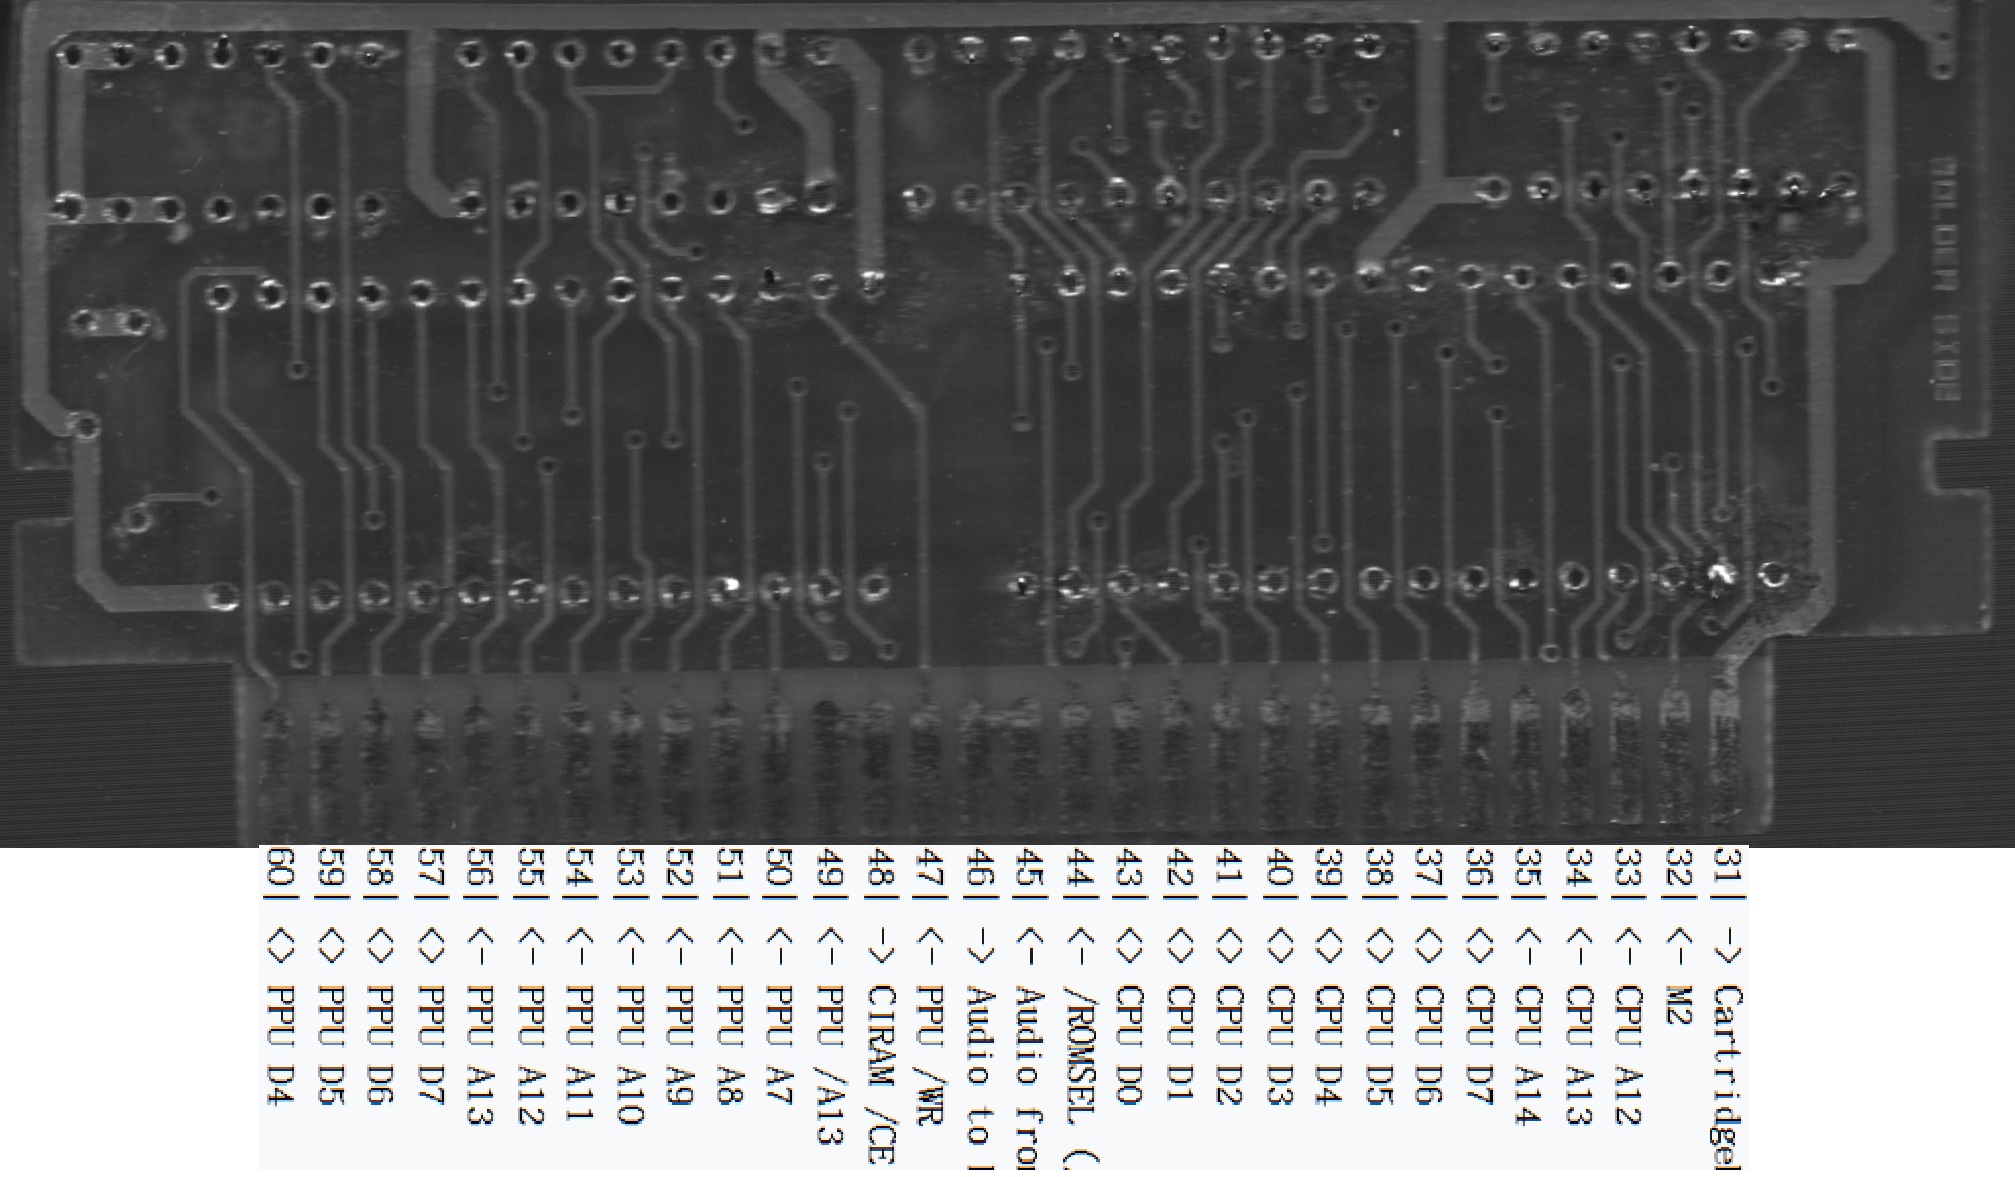 SOLDER SIDE
60| <> PPU D4
59| <> PPU D5
58| <> PPU D6
57| <> PPU D7
56| <- PPU A13
55| <- PPU A12
54| <- PPU A11
53| <- PPU A10
52| <- PPU A9
51| <- PPU A8
50| <- PPU A7
49| <- PPU /A13
48| -> CIRAM /CE
47| <- PPU /WR
46| -> Audio to
45| <- Audio fro
44| <- /ROMSEL (
43| <> CPU D0
42| <> CPU D1
41| <> CPU D2
40| <> CPU D3
39| <> CPU D4
38| <> CPU D5
37| <> CPU D6
36| <> CPU D7
35| <- CPU A14
34| <- CPU A13
33| <- CPU A12
32| <- M2
31| -> Cartridge